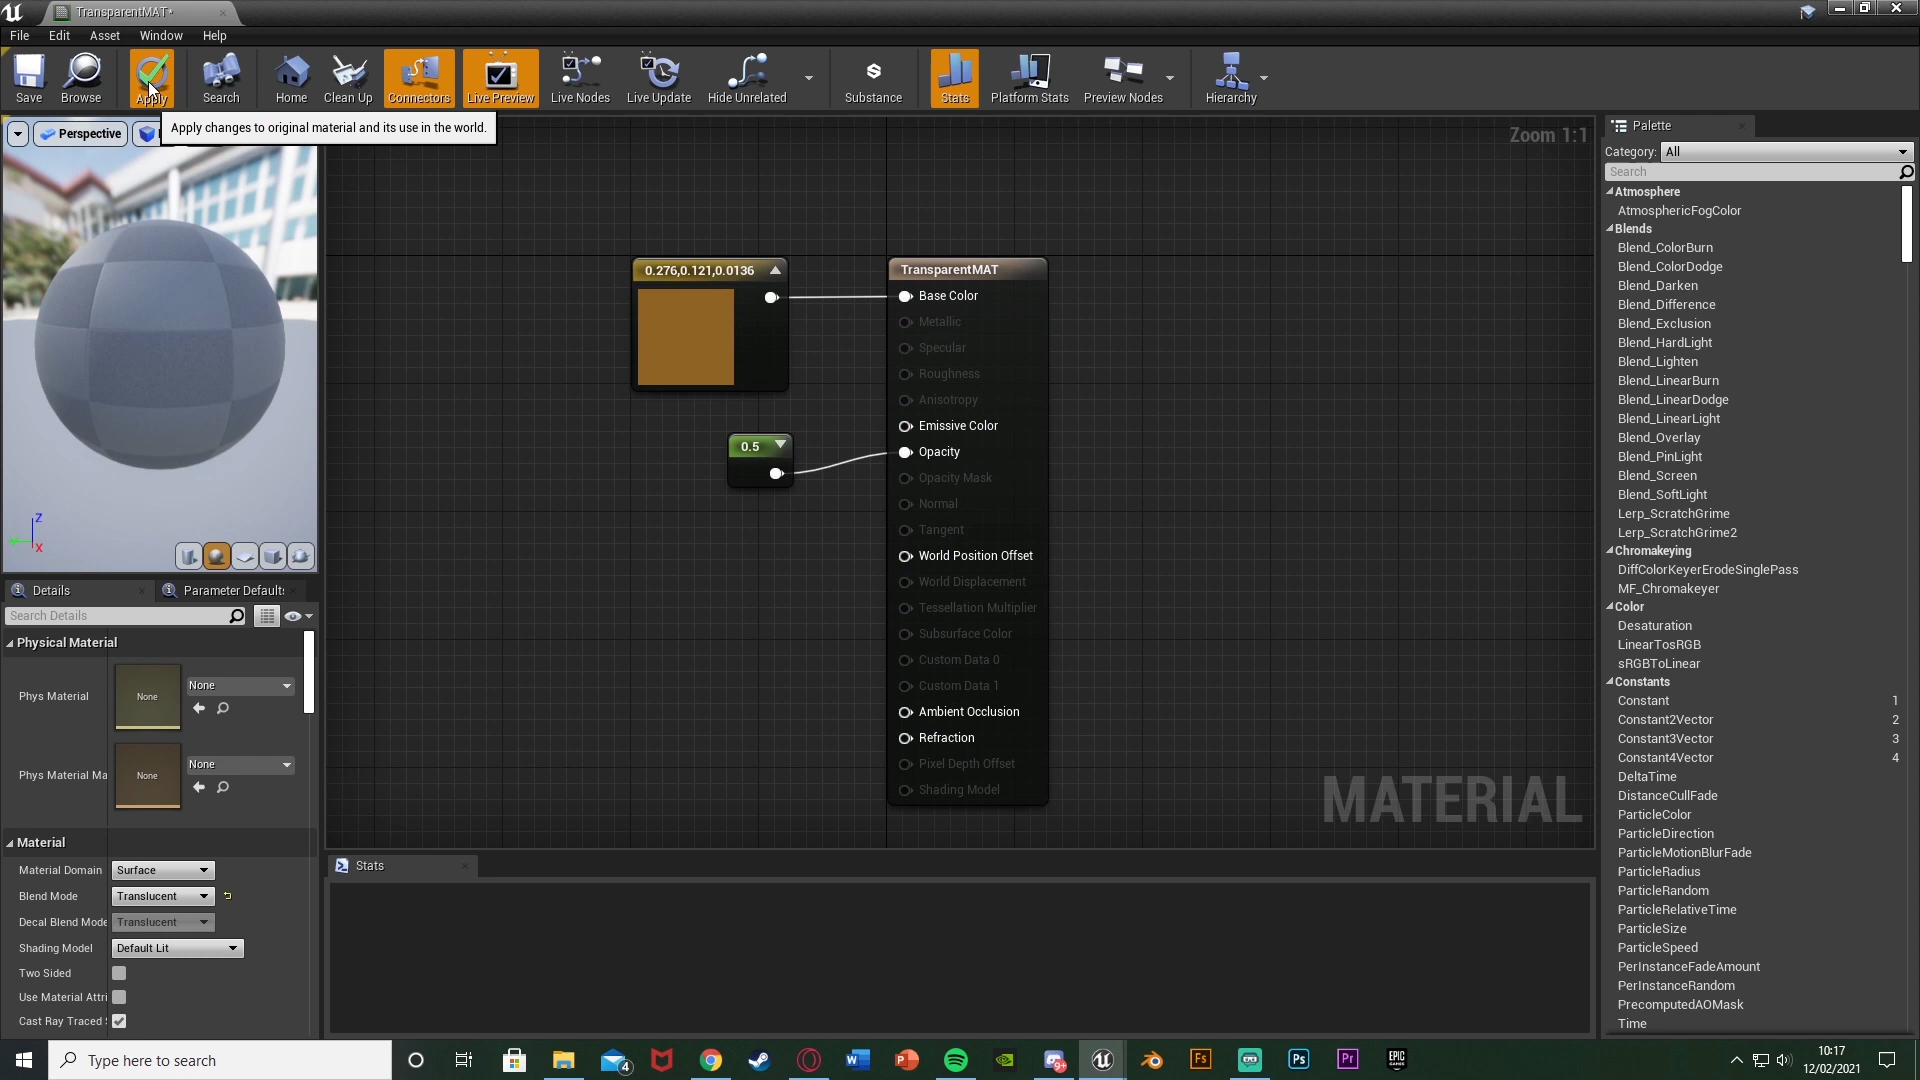 TransparentMAT*
File Edit Asset Window Help
Save Browse Apply Search Home Clean Up Connectors Live Preview Live Nodes Live Update Hide Unrelated Substance Stats Platform Stats Preview Nodes Hierarchy
Apply changes to original material and its use in the world.
Perspective
Zoom 1:1
Z
X
Details
Parameter Defaults
Search Details
Physical Material
Phys Material
None
None
Phys Material Ma
None
None
Material
Material Domain Surface
Blend Mode Translucent
Decal Blend Mode Translucent
Shading Model Default Lit
Two Sided
Use Material Attri
Cast Ray Traced
0.276,0.121,0.0136
0.5
TransparentMAT
Base Color
Metallic
Specular
Roughness
Anisotropy
Emissive Color
Opacity
Opacity Mask
Normal
Tangent
World Position Offset
World Displacement
Tessellation Multiplier
Subsurface Color
Custom Data 0
Custom Data 1
Ambient Occlusion
Refraction
Pixel Depth Offset
Shading Model
MATERIAL
Stats
Palette
Category: All
Search
Atmosphere
AtmosphericFogColor
Blends
Blend_ColorBurn
Blend_ColorDodge
Blend_Darken
Blend_Difference
Blend_Exclusion
Blend_HardLight
Blend_Lighten
Blend_LinearBurn
Blend_LinearDodge
Blend_LinearLight
Blend_Overlay
Blend_PinLight
Blend_Screen
Blend_SoftLight
Lerp_ScratchGrime
Lerp_ScratchGrime2
Chromakeying
DiffColorKeyerErodeSinglePass
MF_Chromakeyer
Color
Desaturation
LinearTosRGB
sRGBToLinear
Constants
Constant 1
Constant2Vector 2
Constant3Vector 3
Constant4Vector 4
DeltaTime
DistanceCullFade
ParticleColor
ParticleDirection
ParticleMotionBlurFade
ParticleRadius
ParticleRandom
ParticleRelativeTime
ParticleSize
ParticleSpeed
PerInstanceFadeAmount
PerInstanceRandom
PrecomputedAOMask
Time
Type here to search
4
W
P
9+
Fs
Ps
Pr
EPIC
GAMES
10:17
12/02/2021